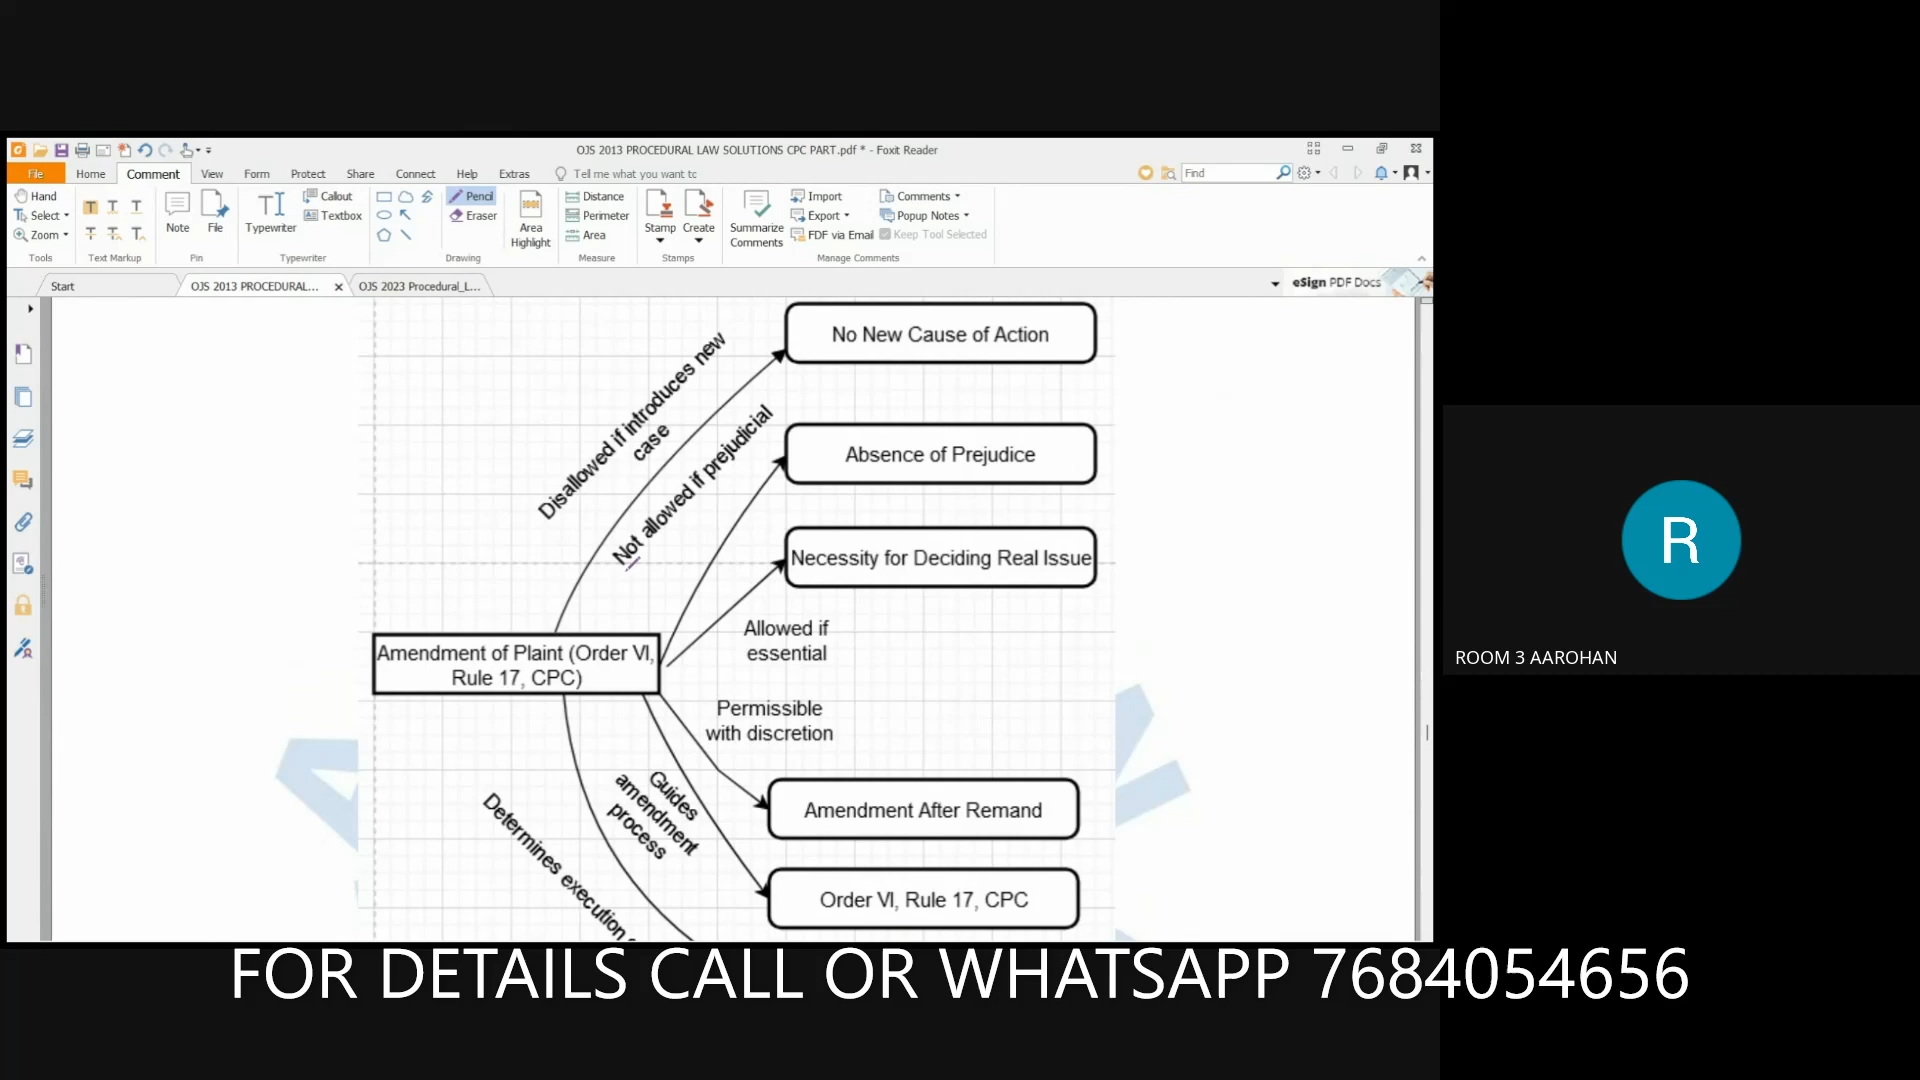 OJS 2013 PROCEDURAL LAW SOLUTIONS CPC PART.pdf * - Foxit Reader
File Home Comment View Form Protect Share Connect Help Extras Tell me what you want tc Find
Hand
Select
Zoom
Tools
Text Markup
Note
File
Pin
Typewriter
Callout
Textbox
Typewriter
Pencil
Eraser
Drawing
Area
Highlight
Distance
Perimeter
Area
Measure
Stamp
Create
Stamps
Summarize
Comments
Import
Export
FDF via Email
Comments
Popup Notes
Keep Tool Selected
Manage Comments
Start
OJS 2013 PROCEDURAL...
OJS 2023 Procedural_L...
eSign PDF Docs
No New Cause of Action
Disallowed if introduces new
case
Absence of Prejudice
Not allowed if prejudicial
Necessity for Deciding Real Issue
Allowed if
essential
Amendment of Plaint (Order VI,
Rule 17, CPC)
Permissible
with discretion
Amendment After Remand
Guides
amendment
process
Determines execution
Order VI, Rule 17, CPC
R
ROOM 3 AAROHAN
FOR DETAILS CALL OR WHATSAPP 7684054656